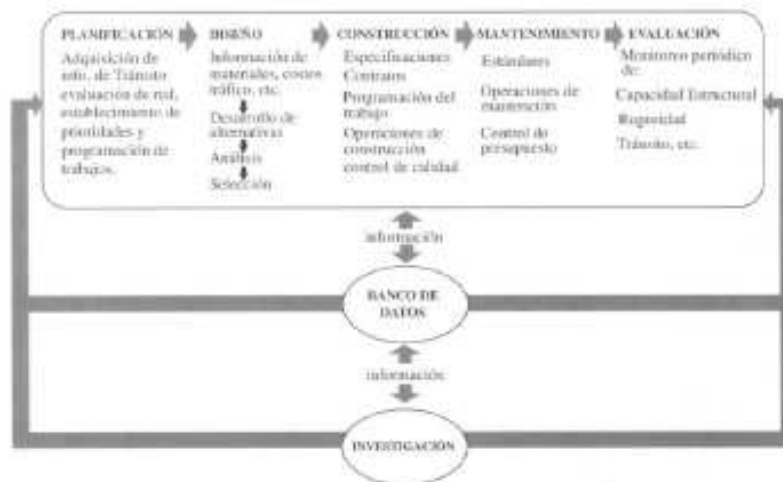 PLANIFICACIÓN
Adquisición de
info. de Tránsito
evaluación de red,
establecimiento de
prioridades y
programación de
trabajos.
DISEÑO
Información de
materiales, costos
tráfico, etc.
Desarrollo de
alternativas
Análisis
Selección
CONSTRUCCIÓN
Especificaciones
Contratos
Programación del
trabajo
Operaciones de
construcción
control de calidad
MANTENIMIENTO
Estándares
Operaciones de
mantención
Control de
presupuesto
EVALUACIÓN
Monitoreo periódico
de:
Capacidad Estructural
Rugosidad
Tránsito, etc.
información
BANCO DE
DATOS
información
INVESTIGACIÓN